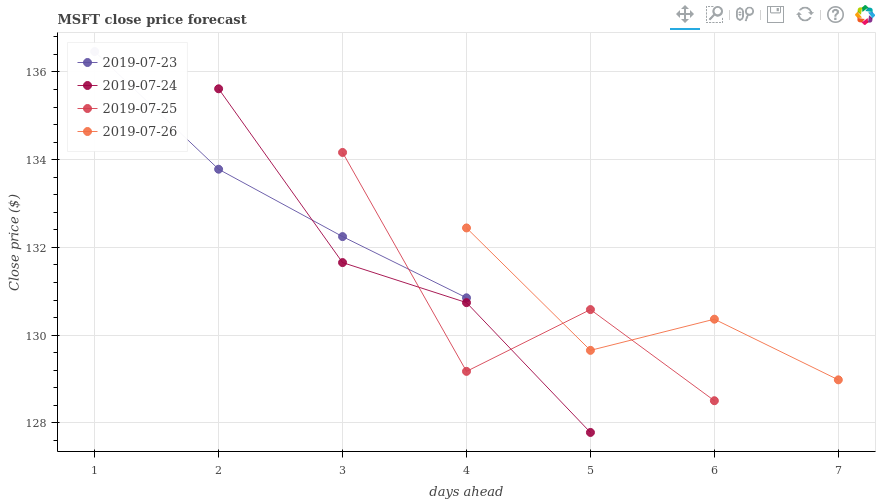 MSFT close price forecast
2019-07-23
2019-07-24
2019-07-25
2019-07-26
136
134
132
130
128
Close price ($)
1 2 3 4 5 6 7
days ahead